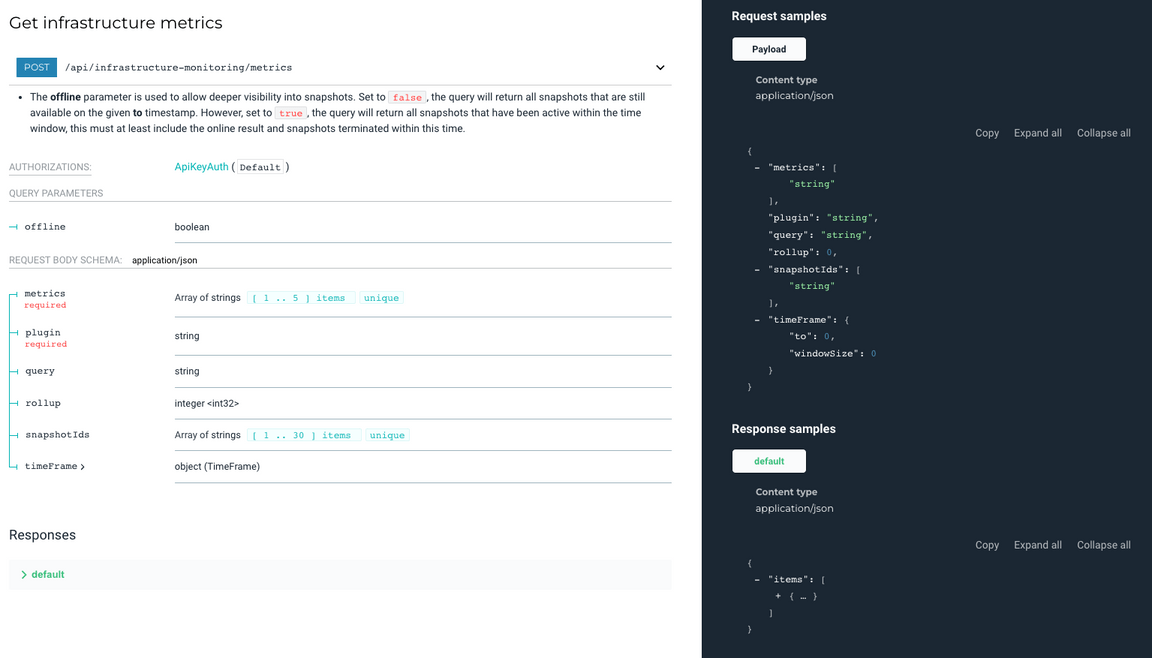 Get infrastructure metrics
POST /api/infrastructure-monitoring/metrics
• The offline parameter is used to allow deeper visibility into snapshots. Set to false , the query will return all snapshots that are still
available on the given to timestamp. However, set to true , the query will return all snapshots that have been active within the time
window, this must at least include the online result and snapshots terminated within this time.
AUTHORIZATIONS: ApiKeyAuth ( Default )
QUERY PARAMETERS
offline boolean
REQUEST BODY SCHEMA: application/json
metrics
required
Array of strings [ 1 .. 5 ] items unique
plugin
required
string
query string
rollup integer <int32>
snapshotIds Array of strings [ 1 .. 30 ] items unique
timeFrame > object (TimeFrame)
Responses
> default
Request samples
Payload
Content type
application/json
Copy Expand all Collapse all
{
– "metrics": [
"string"
],
"plugin": "string",
"query": "string",
"rollup": 0,
– "snapshotIds": [
"string"
],
– "timeFrame": {
"to": 0,
"windowSize": 0
}
}
Response samples
default
Content type
application/json
Copy Expand all Collapse all
{
– "items": [
+ { … }
]
}